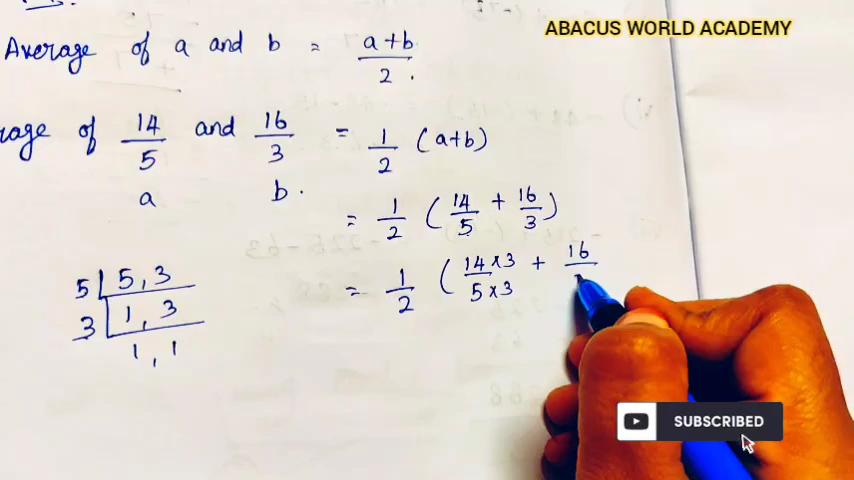 ABACUS WORLD ACADEMY
Average of a and b = a+b/2.
rage of 14/5 and 16/3 = 1/2 (a+b)
a b.
= 1/2 (14/5 + 16/3)
= 1/2 (14×3/5×3 + 16/
5 | 5, 3
3 | 1, 3
1, 1
SUBSCRIBED